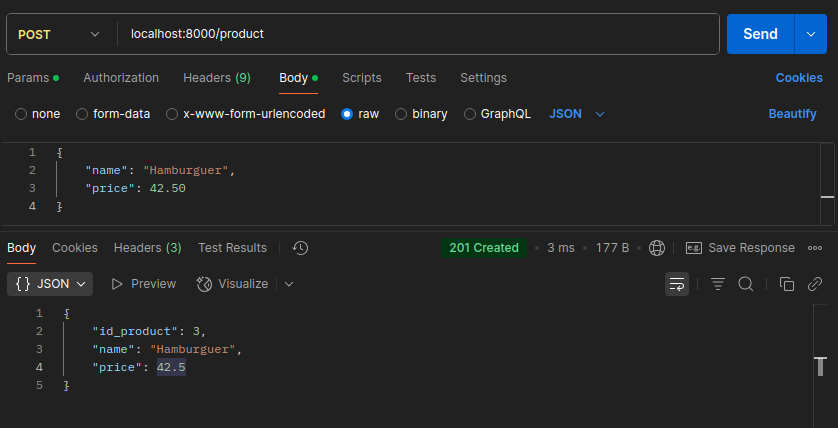 POST localhost:8000/product Send
Params Authorization Headers (9) Body Scripts Tests Settings Cookies
none form-data x-www-form-urlencoded raw binary GraphQL JSON Beautify
1 {
2 "name": "Hamburguer",
3 "price": 42.50
4 }
Body Cookies Headers (3) Test Results 201 Created 3 ms 177 B e.g. Save Response
{} JSON Preview Visualize
1 {
2 "id_product": 3,
3 "name": "Hamburguer",
4 "price": 42.5
5 }